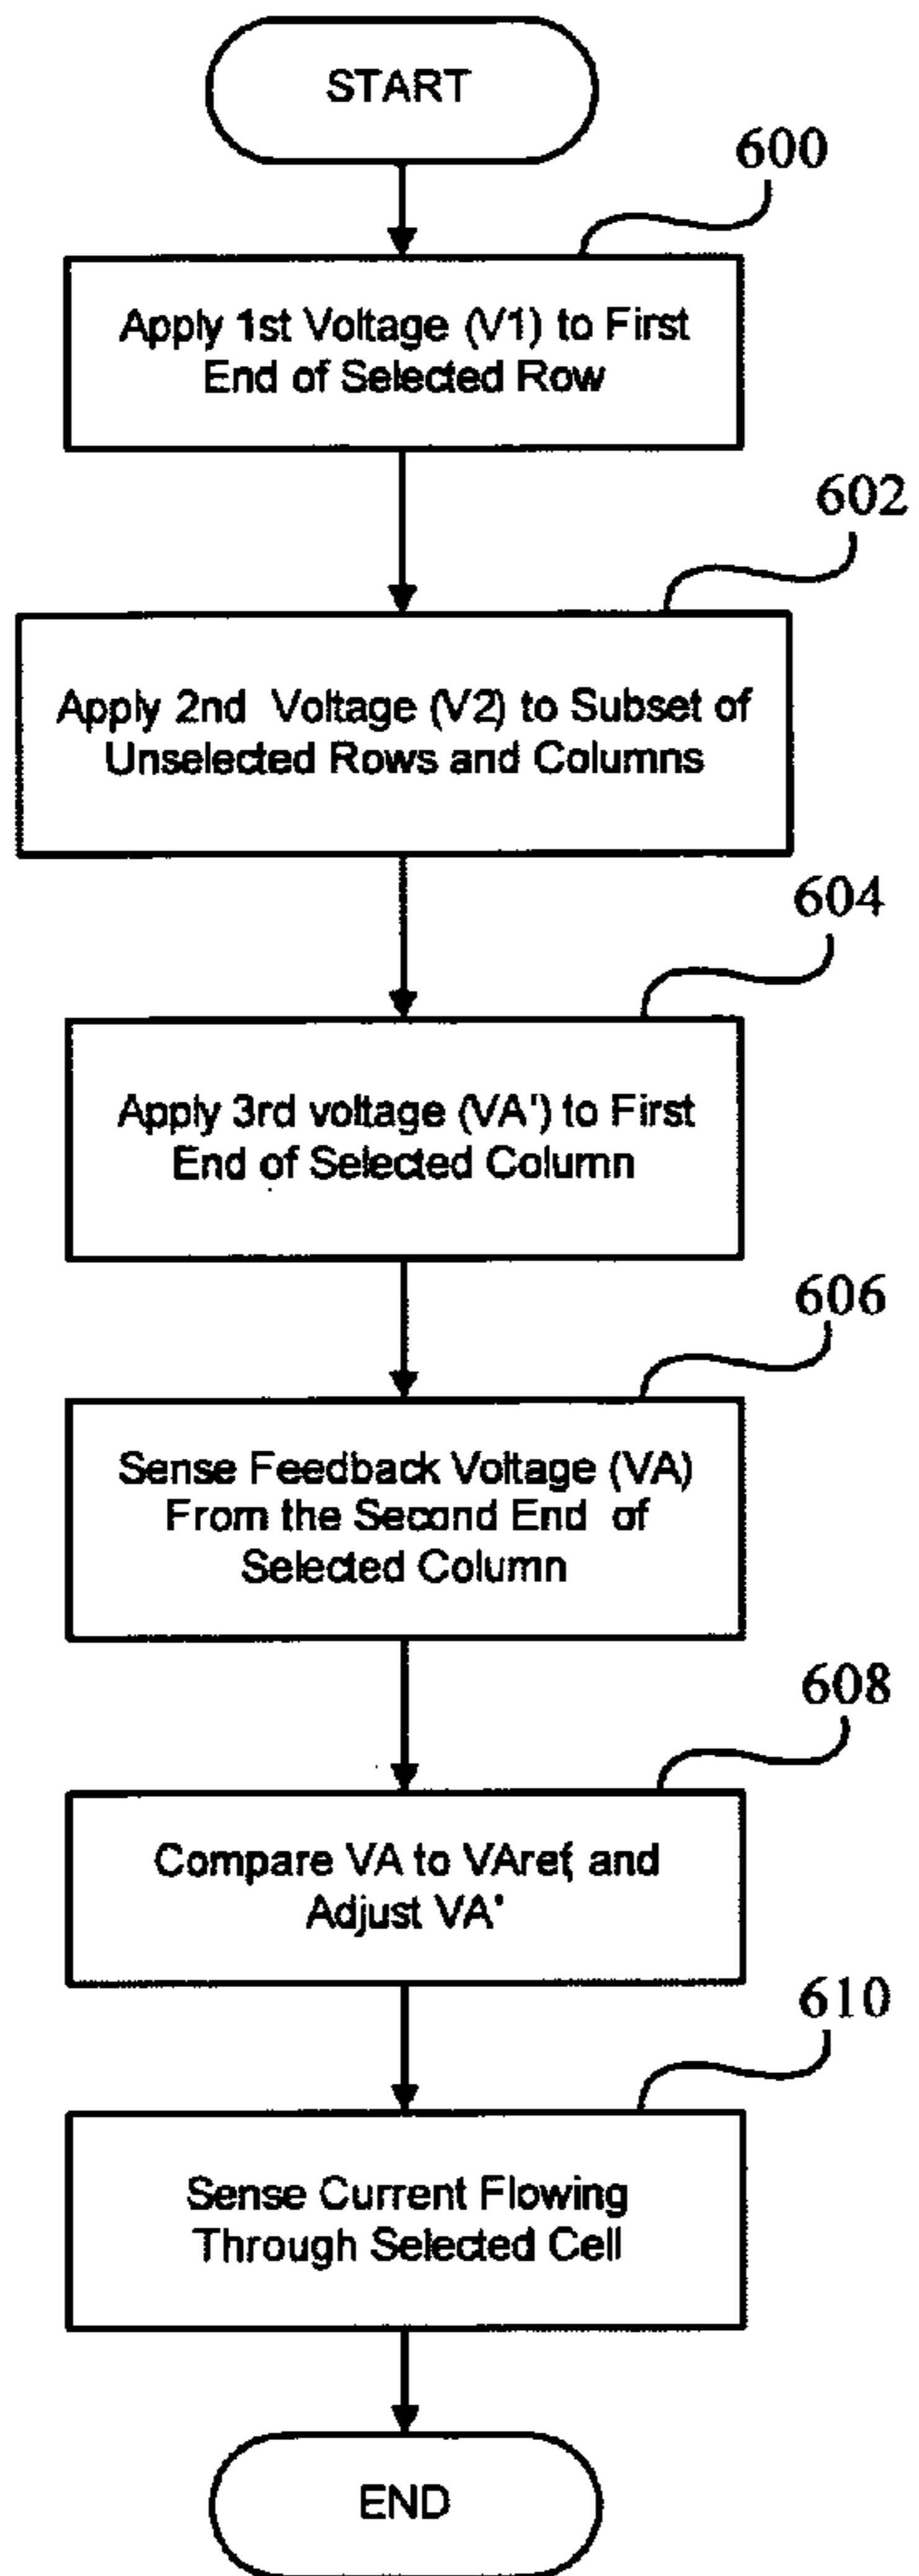 START
600
Apply 1st Voltage (V1) to First
End of Selected Row
602
Apply 2nd Voltage (V2) to Subset of
Unselected Rows and Columns
604
Apply 3rd voltage (VA') to First
End of Selected Column
606
Sense Feedback Voltage (VA)
From the Second End of
Selected Column
608
Compare VA to VAref, and
Adjust VA'
610
Sense Current Flowing
Through Selected Cell
END